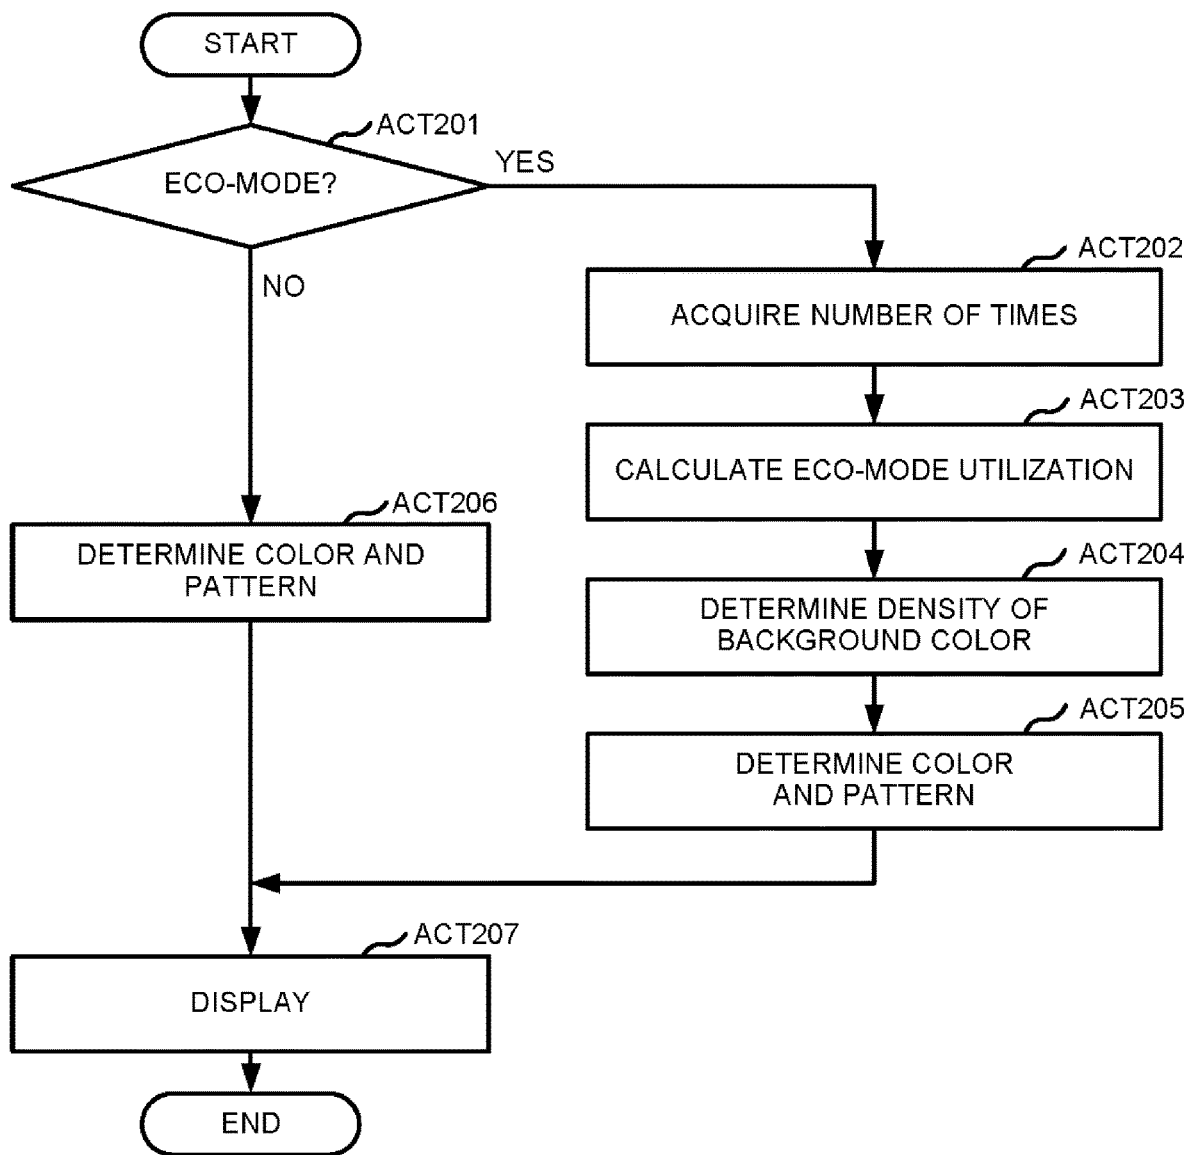 START
ACT201
ECO-MODE?
YES
NO
ACT202
ACQUIRE NUMBER OF TIMES
ACT203
CALCULATE ECO-MODE UTILIZATION
ACT204
DETERMINE DENSITY OF
BACKGROUND COLOR
ACT205
DETERMINE COLOR
AND PATTERN
ACT206
DETERMINE COLOR AND
PATTERN
ACT207
DISPLAY
END